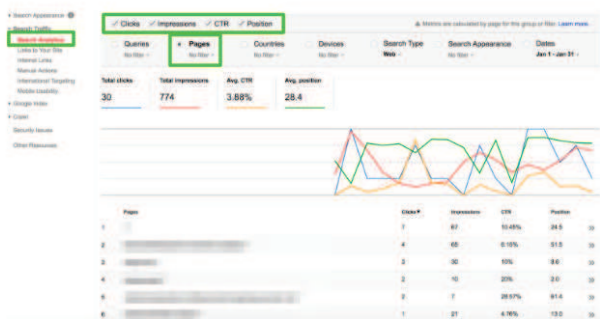 Search Appearance
Search Traffic
Search Analytics
Links to Your Site
Internal Links
Manual Actions
International Targeting
Mobile Usability
Google Index
Crawl
Security Issues
Other Resources
✓ Clicks ✓ Impressions ✓ CTR ✓ Position
Metrics are calculated by page for this group or filter. Learn more.
Queries Pages Countries Devices Search Type Search Appearance Dates
No filter No filter No filter No filter Web No filter Jan 1 - Jan 31
Total clicks Total impressions Avg. CTR Avg. position
30 774 3.88% 28.4
Pages Clicks▼ Impressions CTR Position
1 7 67 10.45% 24.5
2 4 65 6.15% 51.5
3 3 30 10% 9.6
4 2 10 20% 2.0
5 2 7 28.57% 61.4
6 1 21 4.76% 13.0